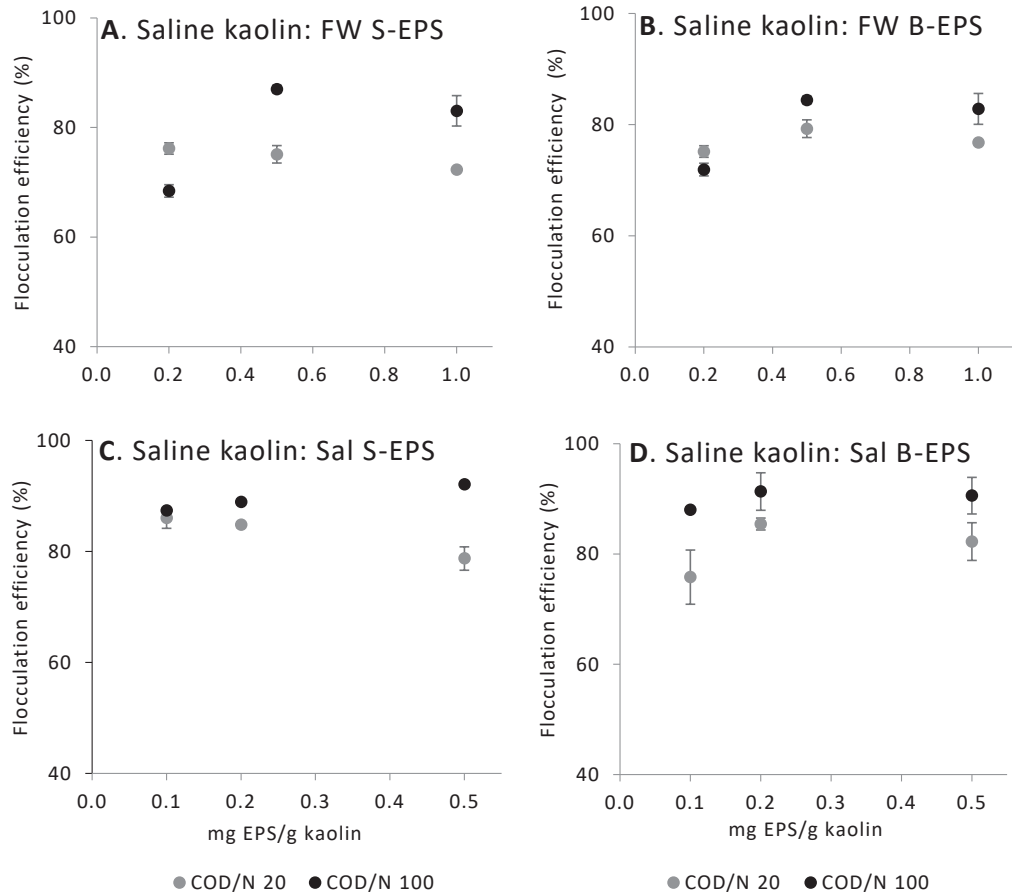 A. Saline kaolin: FW S-EPS
Flocculation efficiency (%)
100
80
60
40
0.0 0.2 0.4 0.6 0.8 1.0
B. Saline kaolin: FW B-EPS
Flocculation efficiency (%)
100
80
60
40
0.0 0.2 0.4 0.6 0.8 1.0
C. Saline kaolin: Sal S-EPS
Flocculation efficiency (%)
100
80
60
40
0.0 0.1 0.2 0.3 0.4 0.5
mg EPS/g kaolin
COD/N 20 COD/N 100
D. Saline kaolin: Sal B-EPS
Flocculation efficiency (%)
100
80
60
40
0.0 0.1 0.2 0.3 0.4 0.5
mg EPS/g kaolin
COD/N 20 COD/N 100